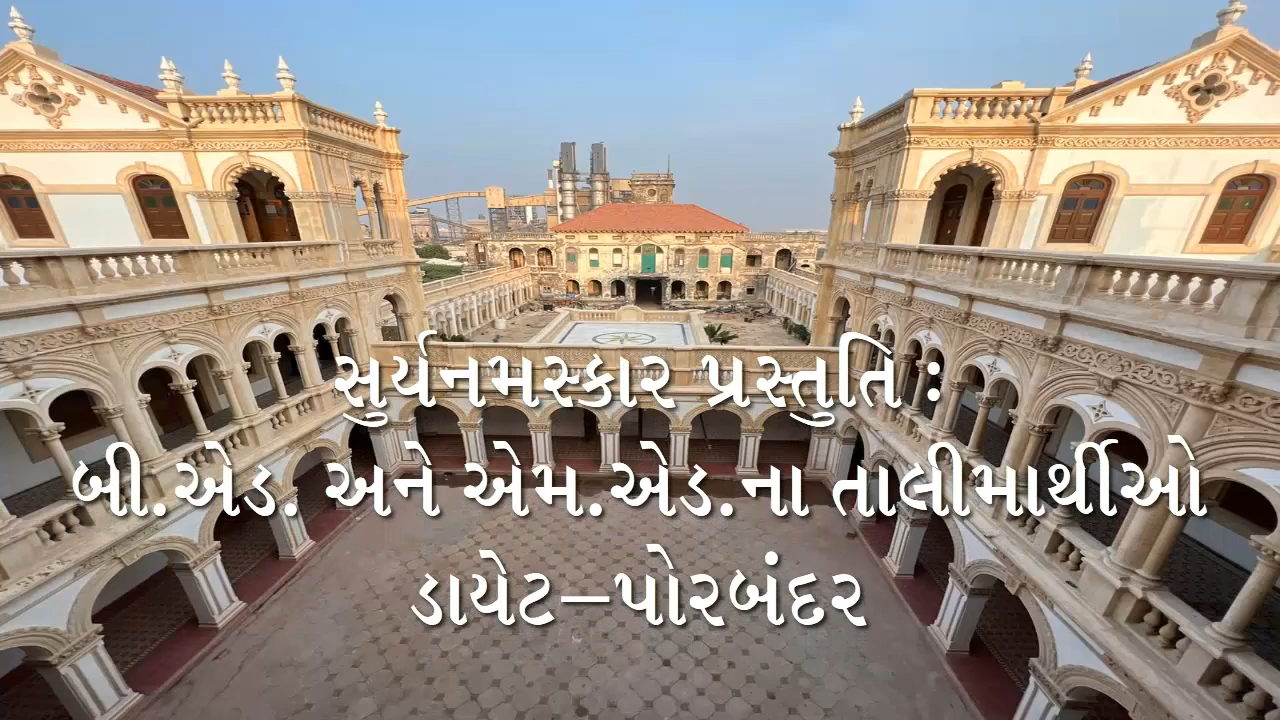 સુર્યનમસ્કાર પ્રસ્તુતિ :
બી.એડ. અને એમ.એડ.ના તાલીમાર્થીઓ
ડાયેટ–પોરબંદર